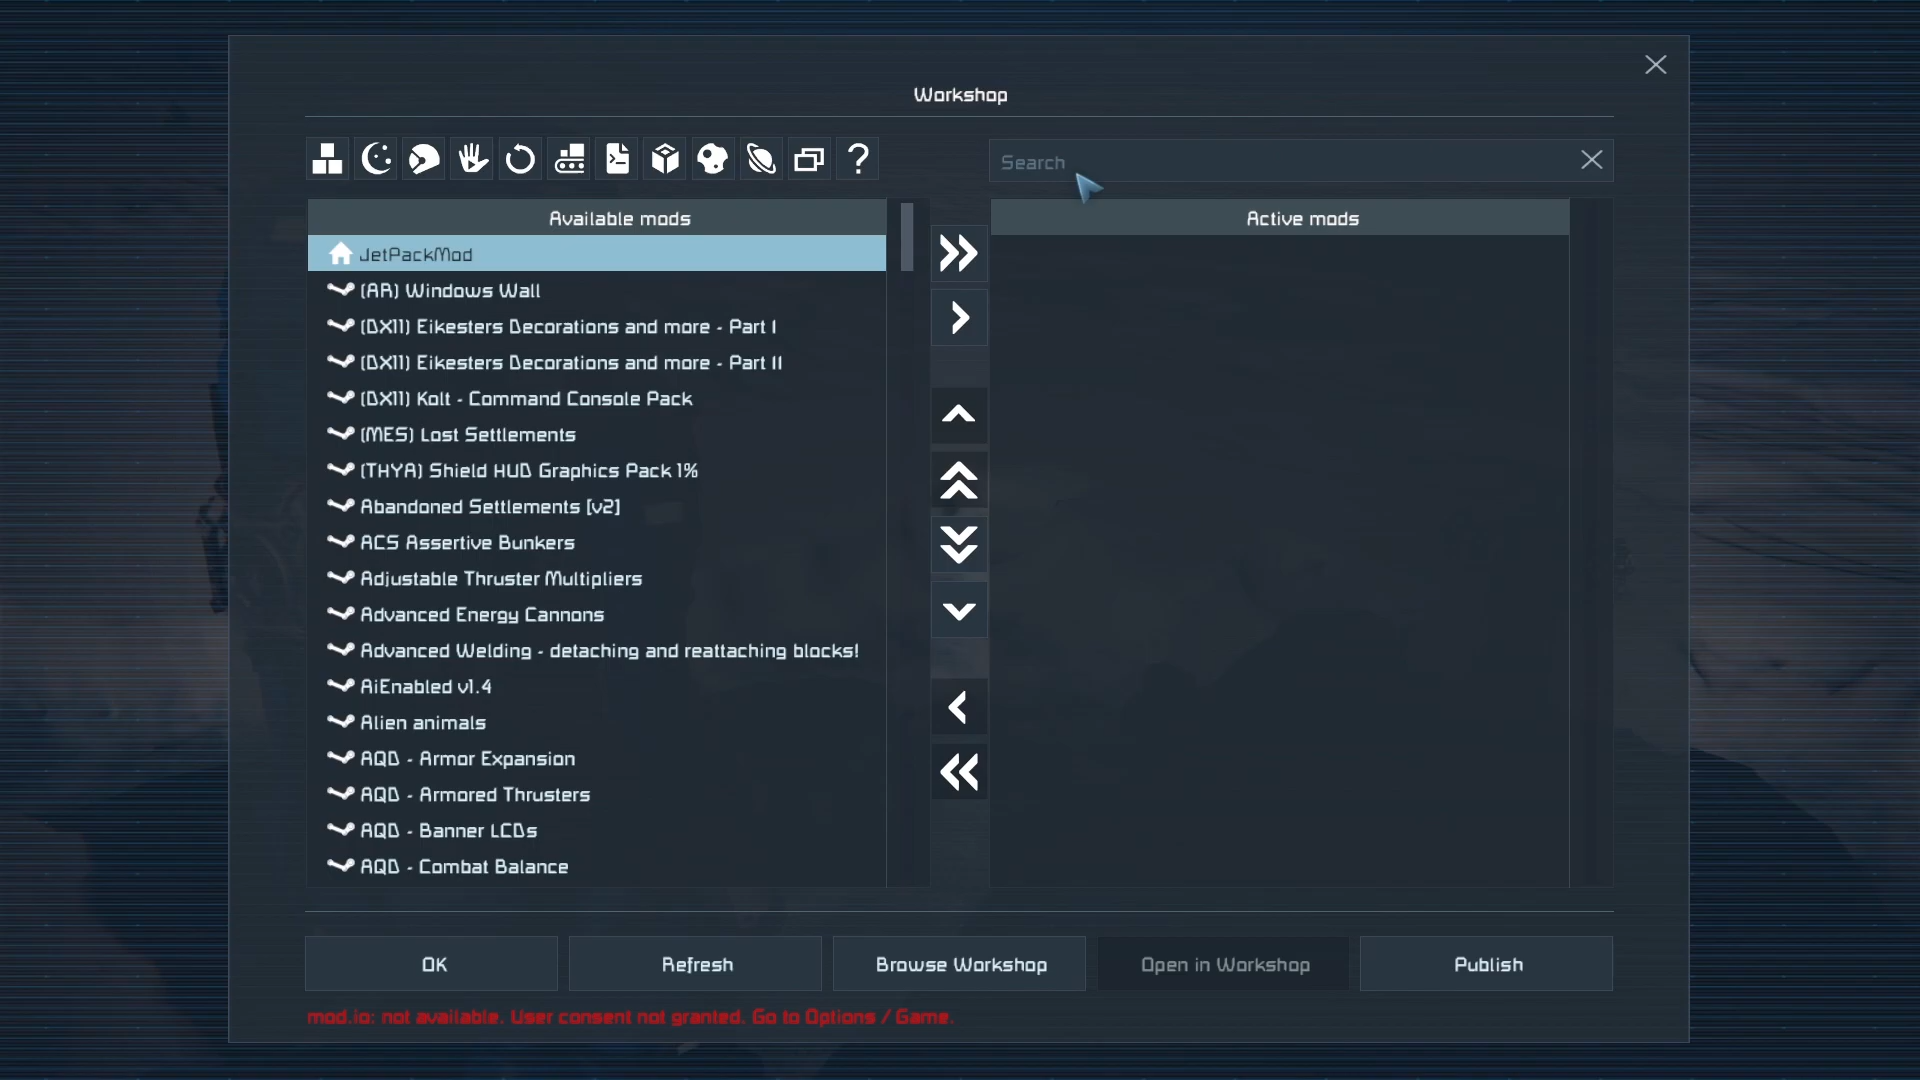 Workshop
Search
Available mods
Active mods
JetPackMod
(AR) Windows Wall
(DX11) Eikesters Decorations and more - Part I
(DX11) Eikesters Decorations and more - Part II
(DX11) Kolt - Command Console Pack
(MES) Lost Settlements
(THYA) Shield HUD Graphics Pack 1%
Abandoned Settlements [v2]
ACS Assertive Bunkers
Adjustable Thruster Multipliers
Advanced Energy Cannons
Advanced Welding - detaching and reattaching blocks!
AiEnabled v1.4
Alien animals
AQD - Armor Expansion
AQD - Armored Thrusters
AQD - Banner LCDs
AQD - Combat Balance
OK
Refresh
Browse Workshop
Open in Workshop
Publish
mod.io: not available. User consent not granted. Go to Options / Game.